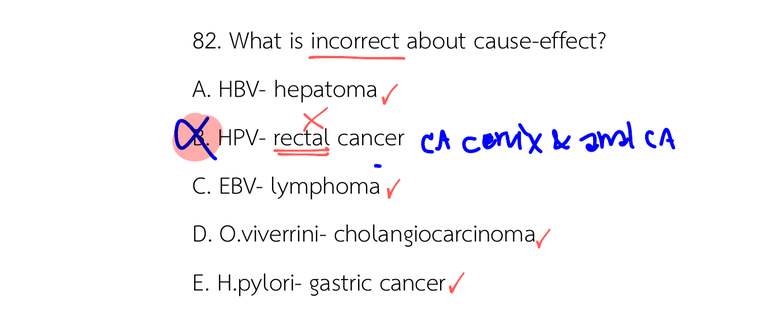 82. What is incorrect about cause-effect?
A. HBV- hepatoma
B. HPV- rectal cancer CA cervix & anal CA
C. EBV- lymphoma
D. O.viverrini- cholangiocarcinoma
E. H.pylori- gastric cancer